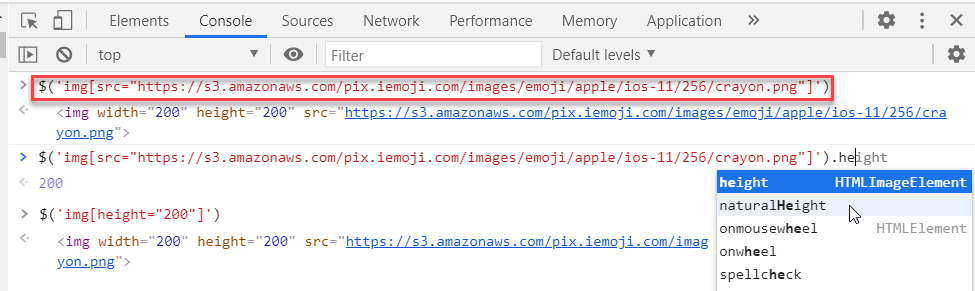 Elements Console Sources Network Performance Memory Application Security »
top ▼ Filter Default levels ▼
> $('img[src="https://s3.amazonaws.com/pix.iemoji.com/images/emoji/apple/ios-11/256/crayon.png"]')
<img width="200" height="200" src="https://s3.amazonaws.com/pix.iemoji.com/images/emoji/apple/ios-11/256/cra
yon.png">
> $('img[src="https://s3.amazonaws.com/pix.iemoji.com/images/emoji/apple/ios-11/256/crayon.png"]').height
200
height HTMLImageElement
naturalHeight
> $('img[height="200"]')
onmousewheel HTMLElement
<img width="200" height="200" src="https://s3.amazonaws.com/pix.iemoji.com/imag
onwheel
yon.png">
spellcheck